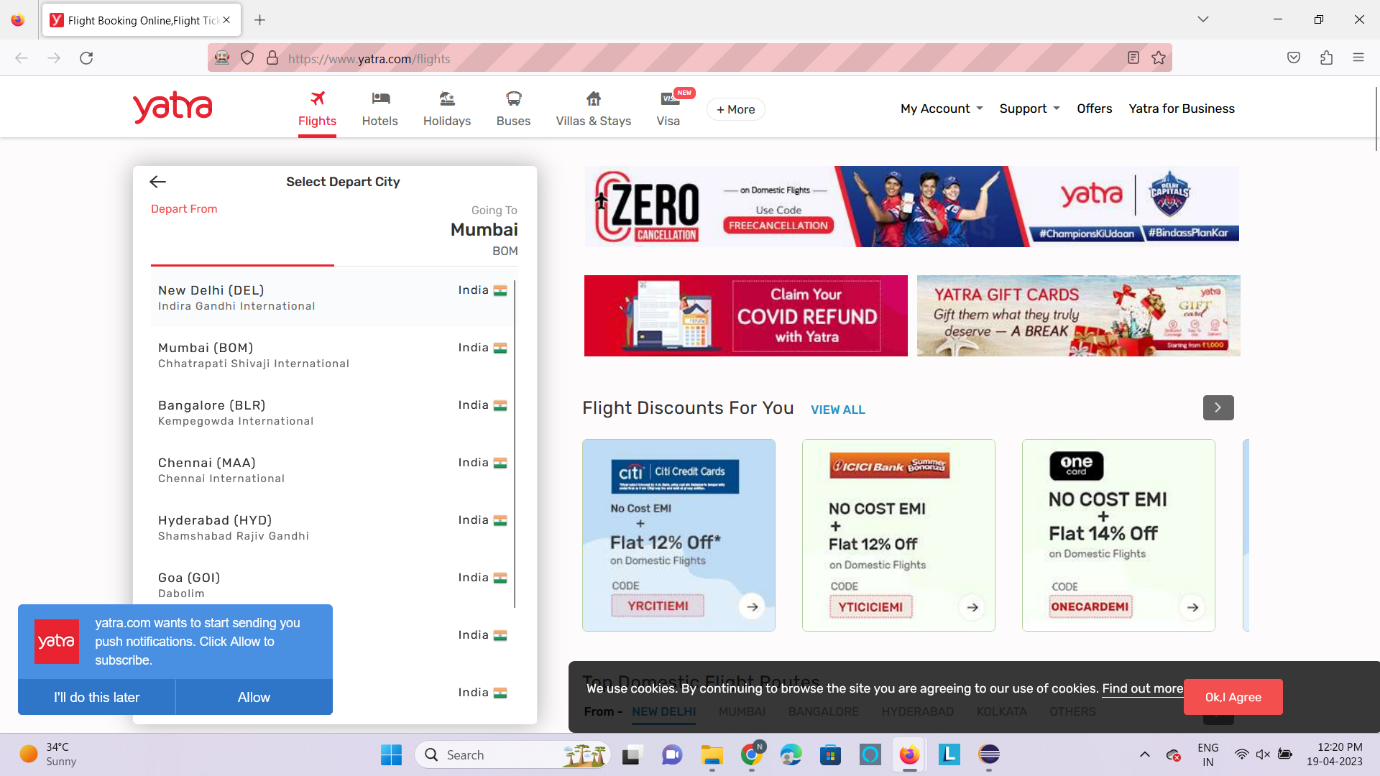 Flight Booking Online,Flight Tick
https://www.yatra.com/flights
yatra
Flights
Hotels
Holidays
Buses
Villas & Stays
Visa
VISA
NEW
+ More
My Account
Support
Offers
Yatra for Business
Select Depart City
Depart From
Going To
Mumbai
BOM
New Delhi (DEL)
India
Indira Gandhi International
Mumbai (BOM)
India
Chhatrapati Shivaji International
Bangalore (BLR)
India
Kempegowda International
Chennai (MAA)
India
Chennai International
Hyderabad (HYD)
India
Shamshabad Rajiv Gandhi
Goa (GOI)
India
Dabolim
India
India
yatra
yatra.com wants to start sending you
push notifications. Click Allow to
subscribe.
I'll do this later
Allow
ZERO
CANCELLATION
on Domestic Flights
Use Code
FREECANCELLATION
yatra
DELHI
CAPITALS
#ChampionsKiUdaan
#BindassPlanKar
Claim Your
COVID REFUND
with Yatra
YATRA GIFT CARDS
Gift them what they truly
deserve — A BREAK
yatra
GIFT
card
Starting from ₹1,000
Flight Discounts For You
VIEW ALL
citi
Citi Credit Cards
No Cost EMI
+
Flat 12% Off*
on Domestic Flights
CODE
YRCITIEMI
ICICI Bank
Summer
Bonanza
NO COST EMI
+
Flat 12% Off
on Domestic Flights
CODE
YTICICIEMI
one
card
NO COST EMI
+
Flat 14% Off
on Domestic Flights
CODE
ONECARDEMI
Top Domestic Flight Routes
We use cookies. By continuing to browse the site you are agreeing to our use of cookies. Find out more
Ok,I Agree
From -
NEW DELHI
MUMBAI
BANGALORE
HYDERABAD
KOLKATA
OTHERS
34°C
Sunny
Search
N
L
ENG
IN
12:20 PM
19-04-2023